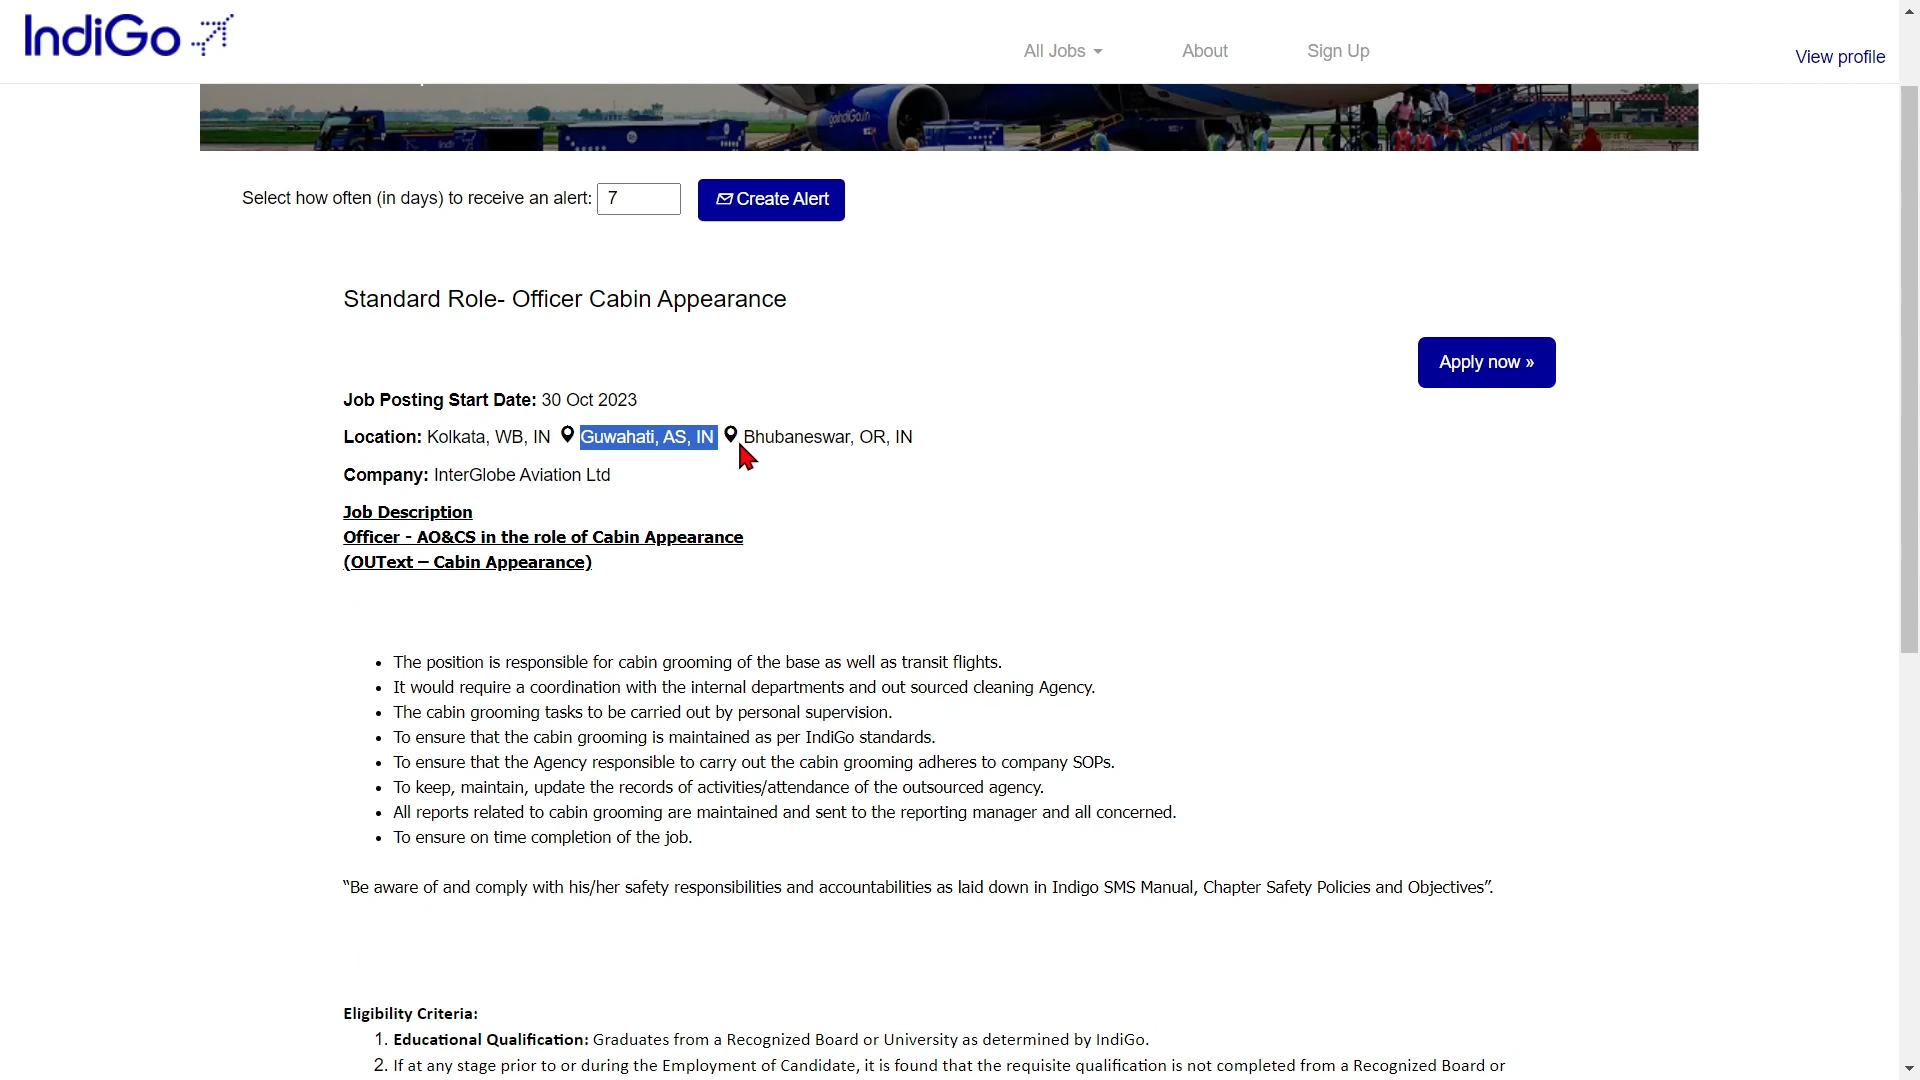 IndiGo
All Jobs
About
Sign Up
View profile
goIndiGo.in
Select how often (in days) to receive an alert: 7
Create Alert
Standard Role- Officer Cabin Appearance
Apply now »
Job Posting Start Date: 30 Oct 2023
Location: Kolkata, WB, IN Guwahati, AS, IN Bhubaneswar, OR, IN
Company: InterGlobe Aviation Ltd
Job Description
Officer - AO&CS in the role of Cabin Appearance
(OUText – Cabin Appearance)
• The position is responsible for cabin grooming of the base as well as transit flights.
• It would require a coordination with the internal departments and out sourced cleaning Agency.
• The cabin grooming tasks to be carried out by personal supervision.
• To ensure that the cabin grooming is maintained as per IndiGo standards.
• To ensure that the Agency responsible to carry out the cabin grooming adheres to company SOPs.
• To keep, maintain, update the records of activities/attendance of the outsourced agency.
• All reports related to cabin grooming are maintained and sent to the reporting manager and all concerned.
• To ensure on time completion of the job.
“Be aware of and comply with his/her safety responsibilities and accountabilities as laid down in Indigo SMS Manual, Chapter Safety Policies and Objectives”.
Eligibility Criteria:
1. Educational Qualification: Graduates from a Recognized Board or University as determined by IndiGo.
2. If at any stage prior to or during the Employment of Candidate, it is found that the requisite qualification is not completed from a Recognized Board or